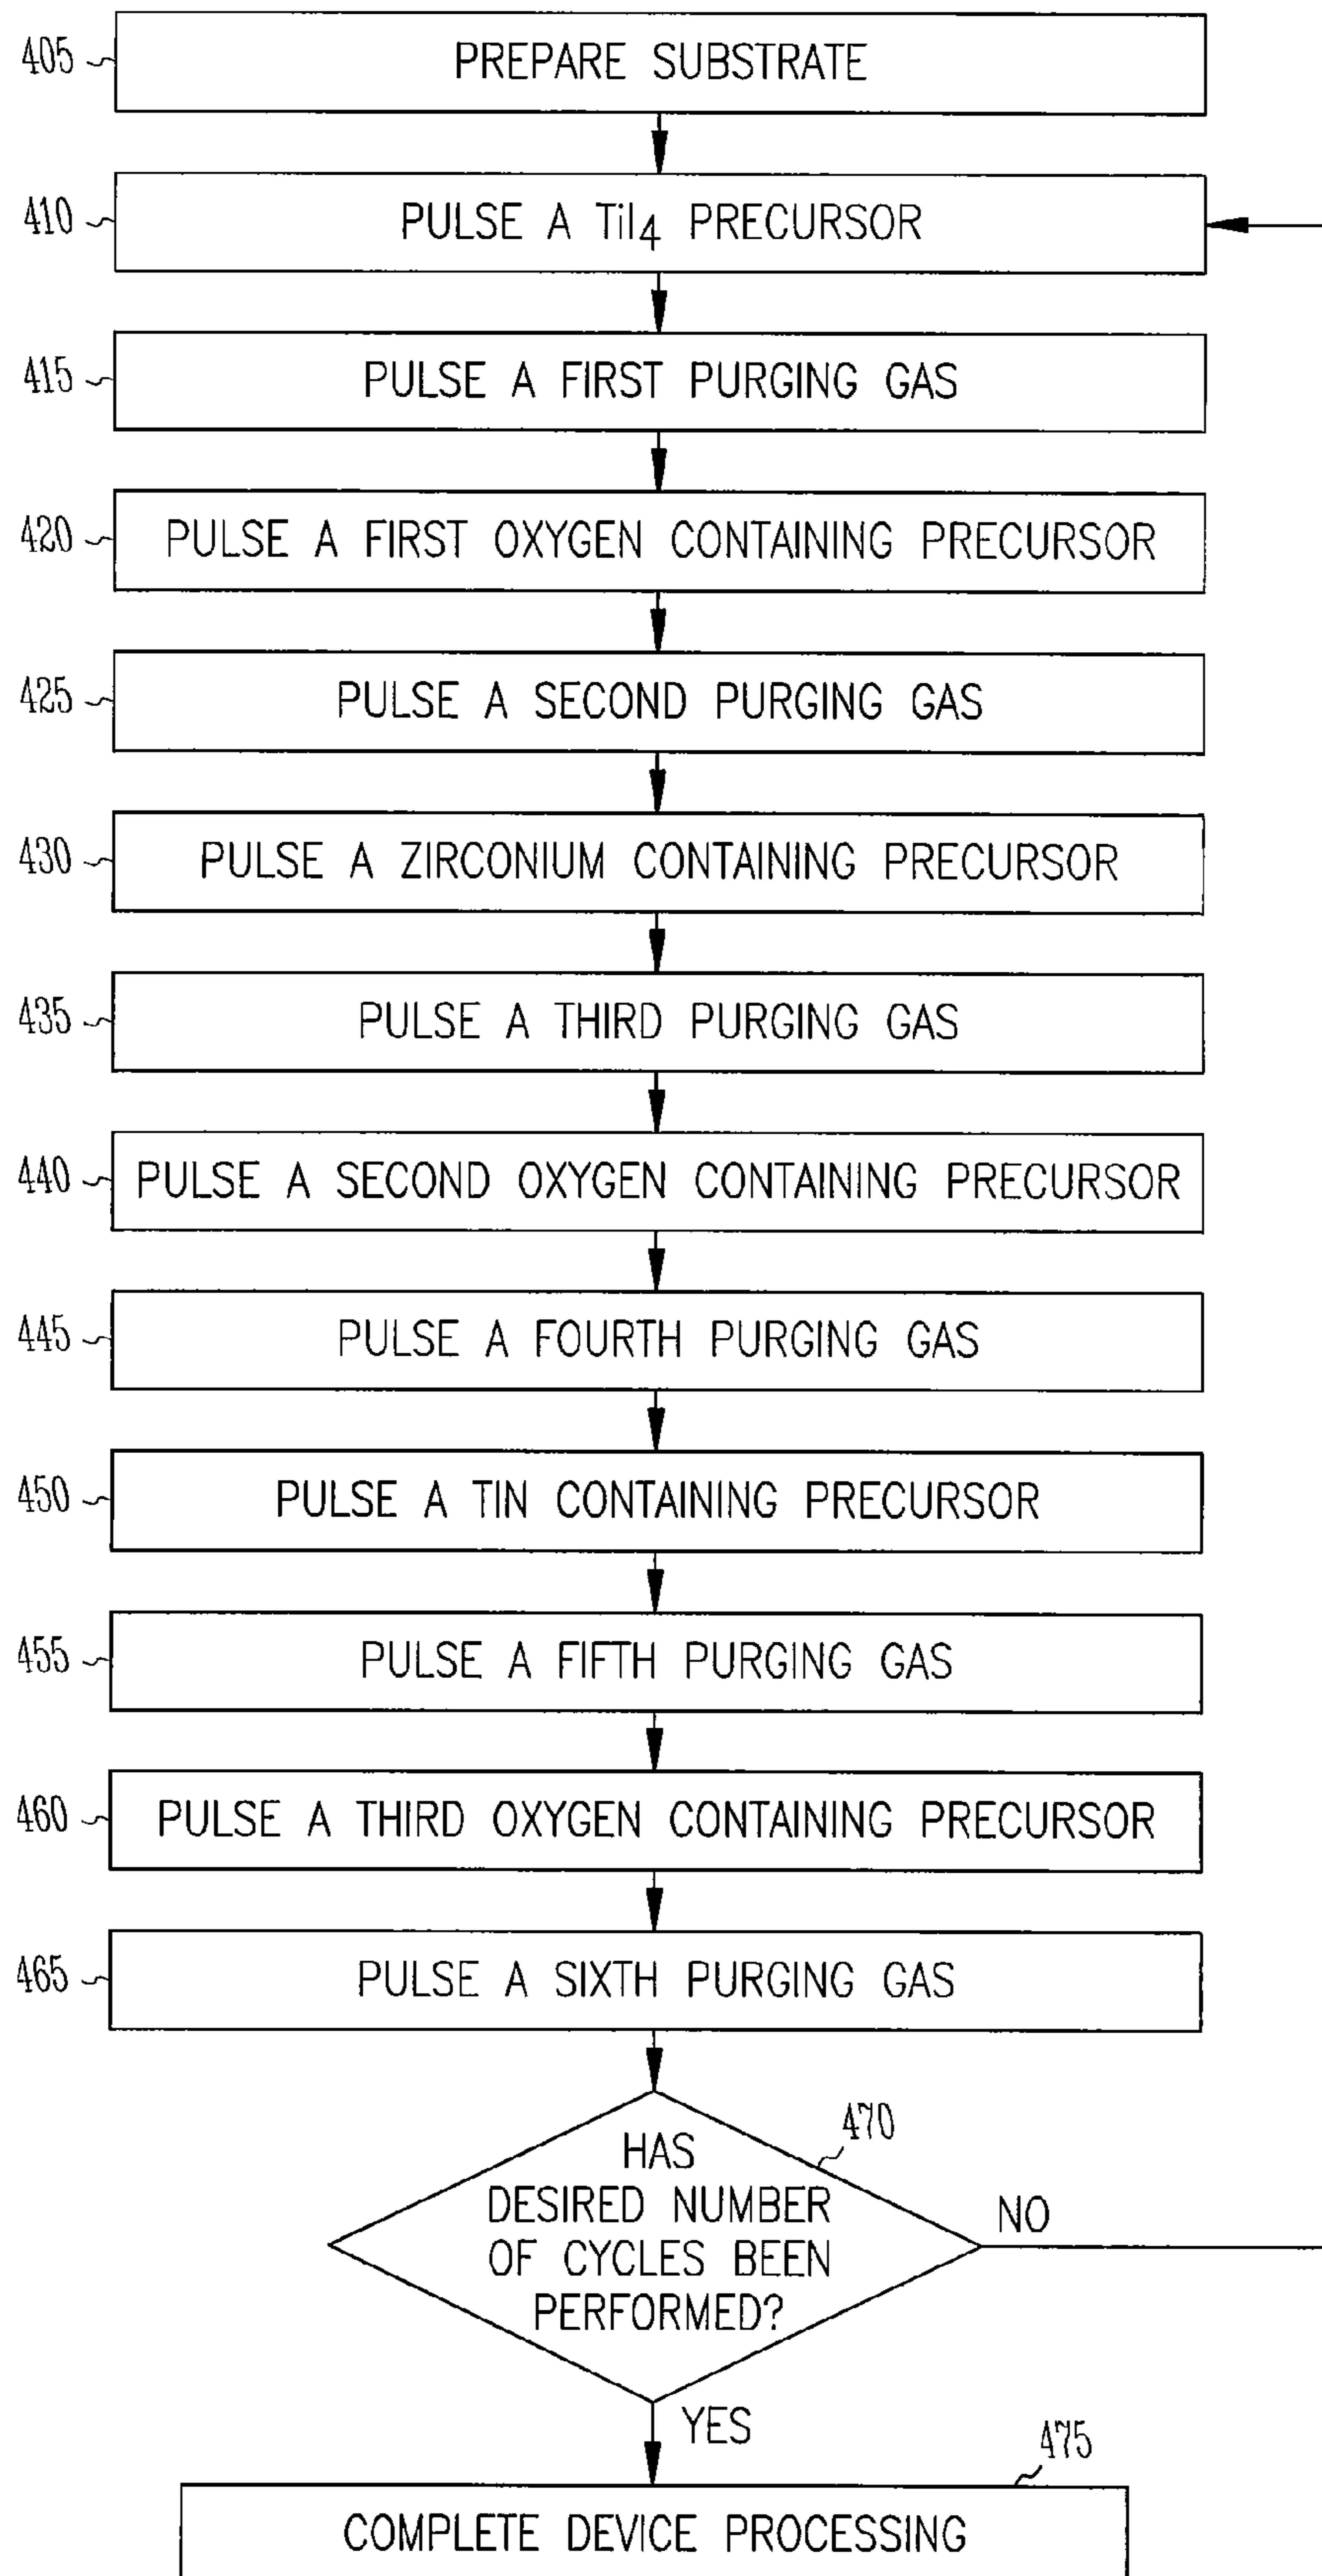 405 PREPARE SUBSTRATE
410 PULSE A TiI4 PRECURSOR
415 PULSE A FIRST PURGING GAS
420 PULSE A FIRST OXYGEN CONTAINING PRECURSOR
425 PULSE A SECOND PURGING GAS
430 PULSE A ZIRCONIUM CONTAINING PRECURSOR
435 PULSE A THIRD PURGING GAS
440 PULSE A SECOND OXYGEN CONTAINING PRECURSOR
445 PULSE A FOURTH PURGING GAS
450 PULSE A TIN CONTAINING PRECURSOR
455 PULSE A FIFTH PURGING GAS
460 PULSE A THIRD OXYGEN CONTAINING PRECURSOR
465 PULSE A SIXTH PURGING GAS
470
HAS
DESIRED NUMBER
OF CYCLES BEEN
PERFORMED?
NO
YES
475
COMPLETE DEVICE PROCESSING